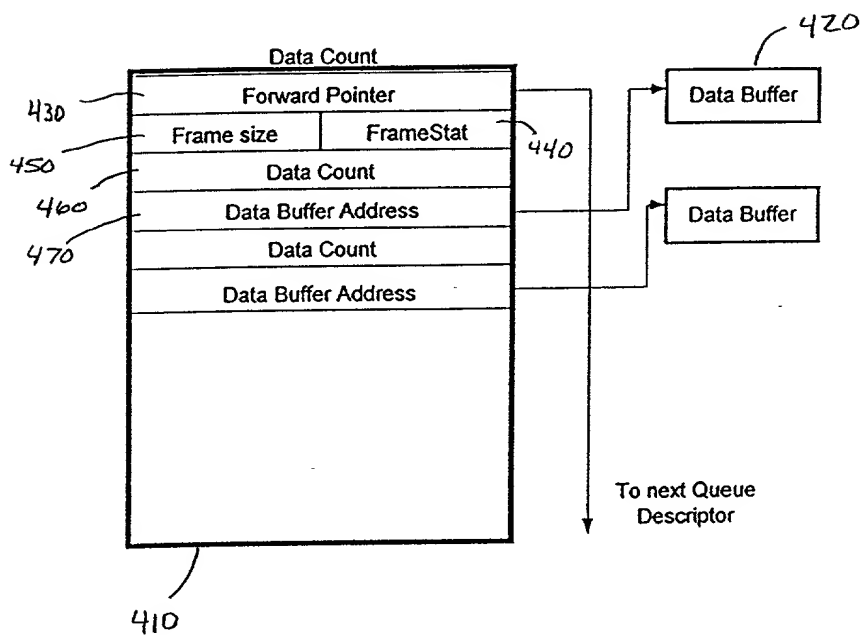 420
Data Count
Data Buffer
430
Forward Pointer
Frame size
FrameStat
440
450
Data Count
460
Data Buffer Address
Data Buffer
470
Data Count
Data Buffer Address
To next Queue
Descriptor
410